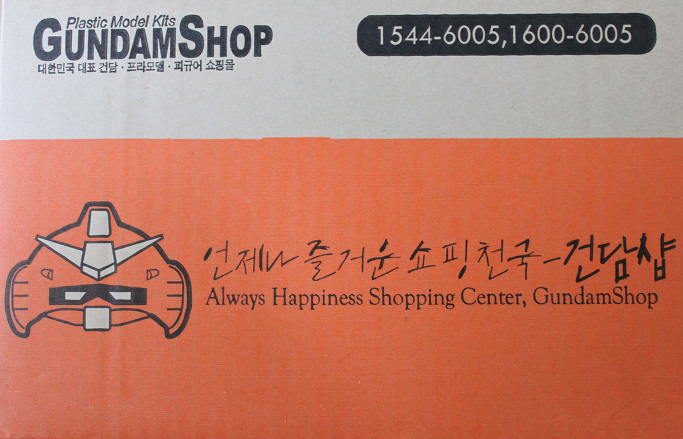 Plastic Model Kits
GUNDAMSHOP
대한민국 대표 건담 · 프라모델 · 피규어 쇼핑몰
1544-6005,1600-6005
언제나 즐거운 쇼핑천국-건담샵
Always Happiness Shopping Center, GundamShop